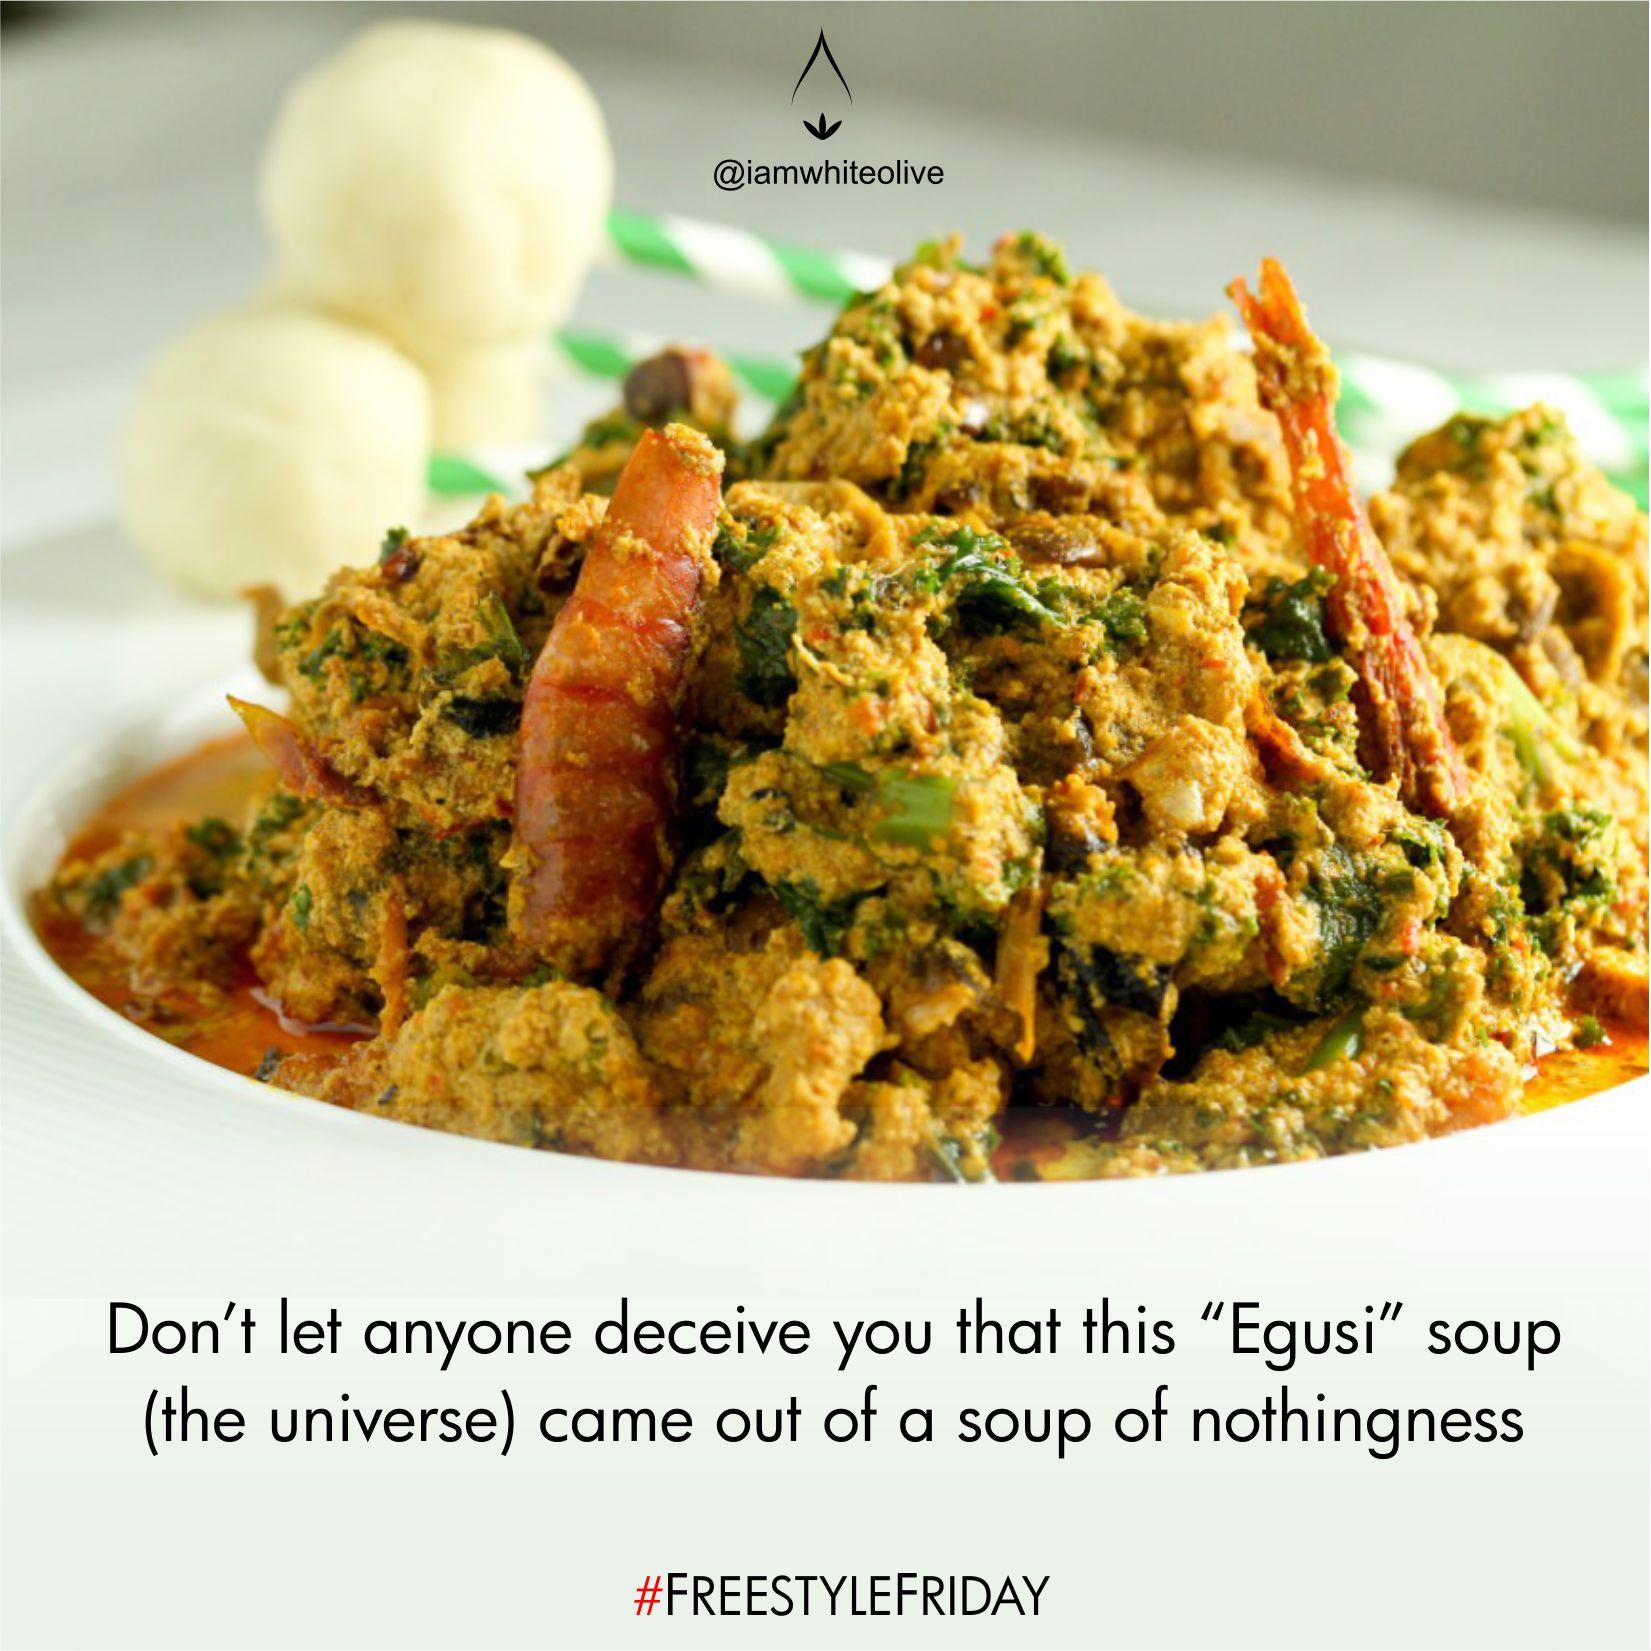 @iamwhiteolive
Don’t let anyone deceive you that this “Egusi” soup
(the universe) came out of a soup of nothingness
#FREESTYLEFRIDAY